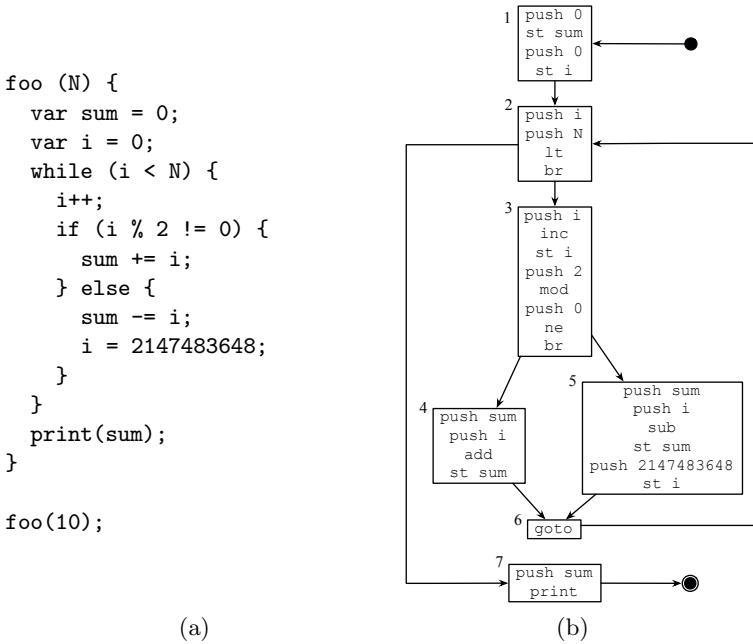 foo (N) {
var sum = 0;
var i = 0;
while (i < N) {
i++;
if (i % 2 != 0) {
sum += i;
} else {
sum -= i;
i = 2147483648;
}
}
print(sum);
}
foo(10);
(a)
1
push 0
st sum
push 0
st i
2
push i
push N
lt
br
3
push i
inc
st i
push 2
mod
push 0
ne
br
4
push sum
push i
add
st sum
5
push sum
push i
sub
st sum
push 2147483648
st i
6
goto
7
push sum
print
(b)